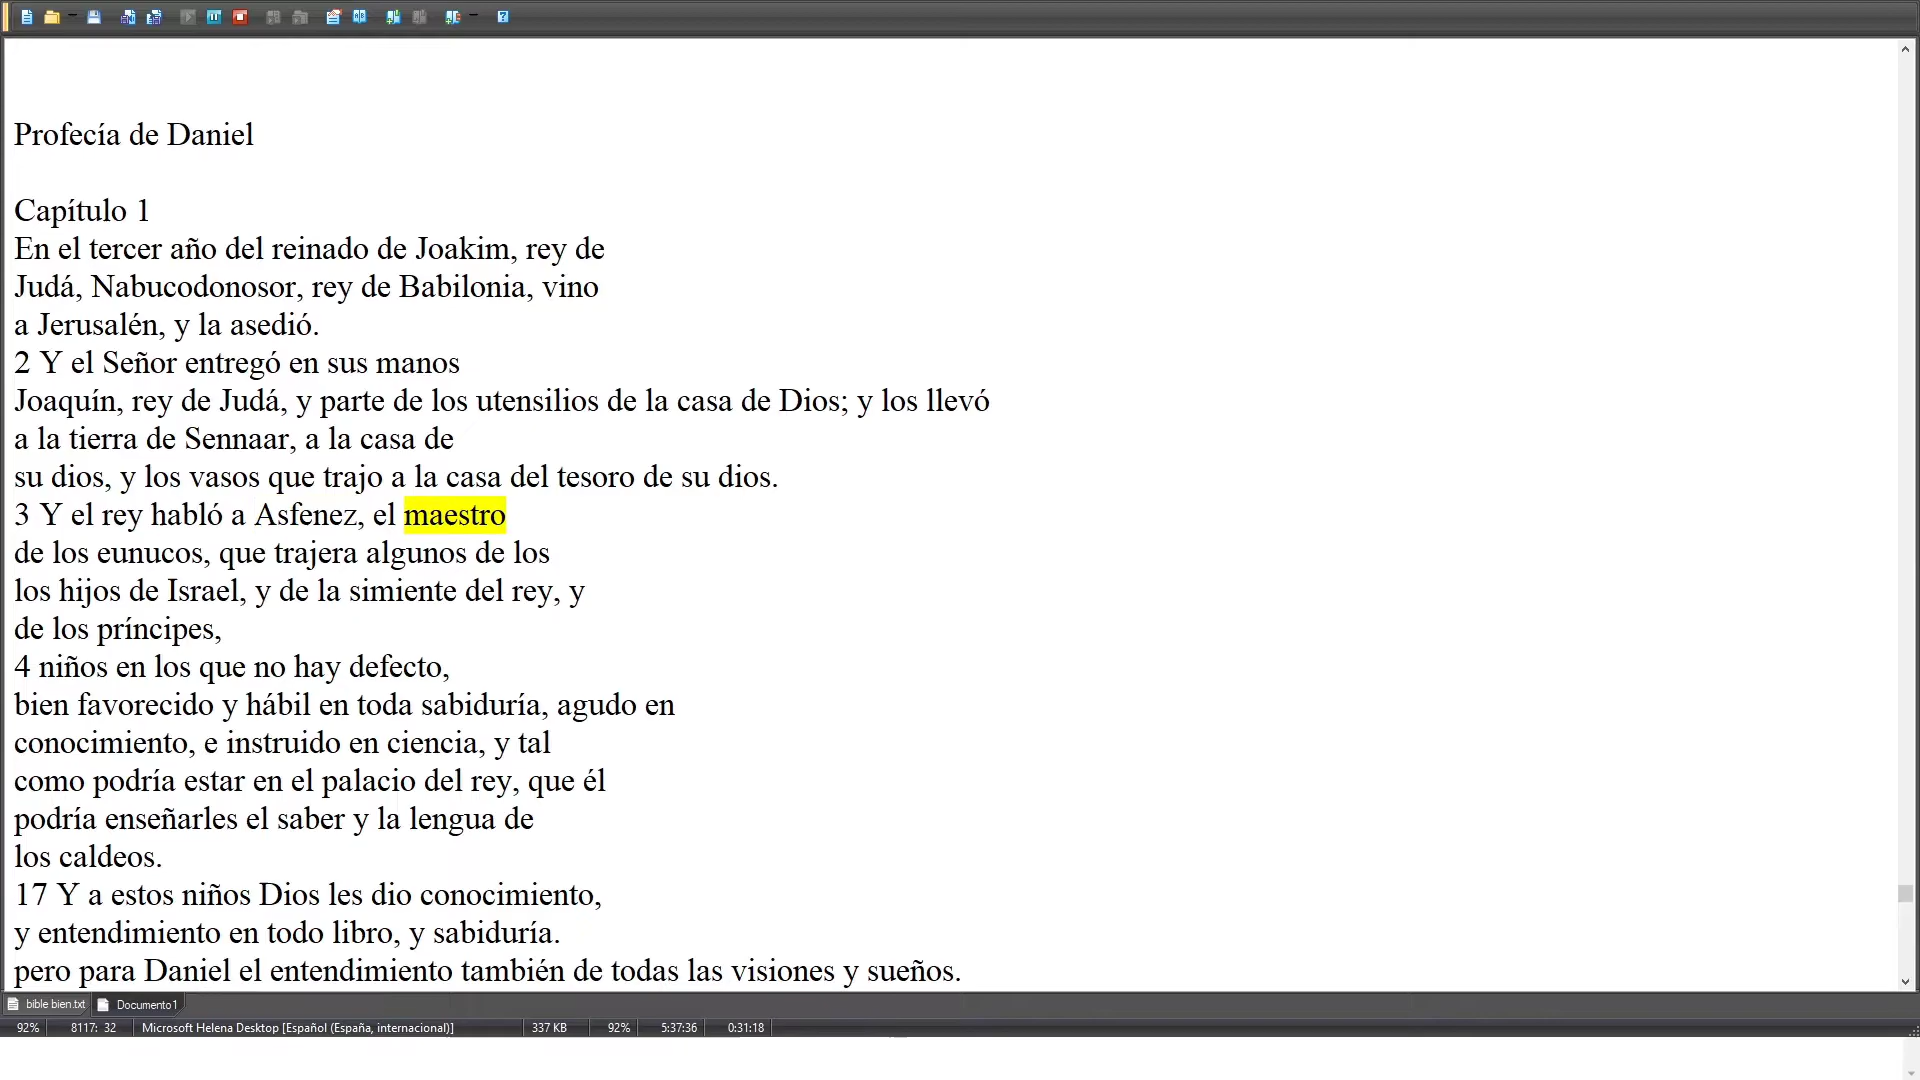 Profecía de Daniel
Capítulo 1
En el tercer año del reinado de Joakim, rey de
Judá, Nabucodonosor, rey de Babilonia, vino
a Jerusalén, y la asedió.
2 Y el Señor entregó en sus manos
Joaquín, rey de Judá, y parte de los utensilios de la casa de Dios; y los llevó
a la tierra de Sennaar, a la casa de
su dios, y los vasos que trajo a la casa del tesoro de su dios.
3 Y el rey habló a Asfenez, el maestro
de los eunucos, que trajera algunos de los
los hijos de Israel, y de la simiente del rey, y
de los príncipes,
4 niños en los que no hay defecto,
bien favorecido y hábil en toda sabiduría, agudo en
conocimiento, e instruido en ciencia, y tal
como podría estar en el palacio del rey, que él
podría enseñarles el saber y la lengua de
los caldeos.
17 Y a estos niños Dios les dio conocimiento,
y entendimiento en todo libro, y sabiduría.
pero para Daniel el entendimiento también de todas las visiones y sueños.
bible bien.txt Documento1
92% 8117: 32 Microsoft Helena Desktop [Español (España, internacional)] 337 KB 92% 5:37:36 0:31:18